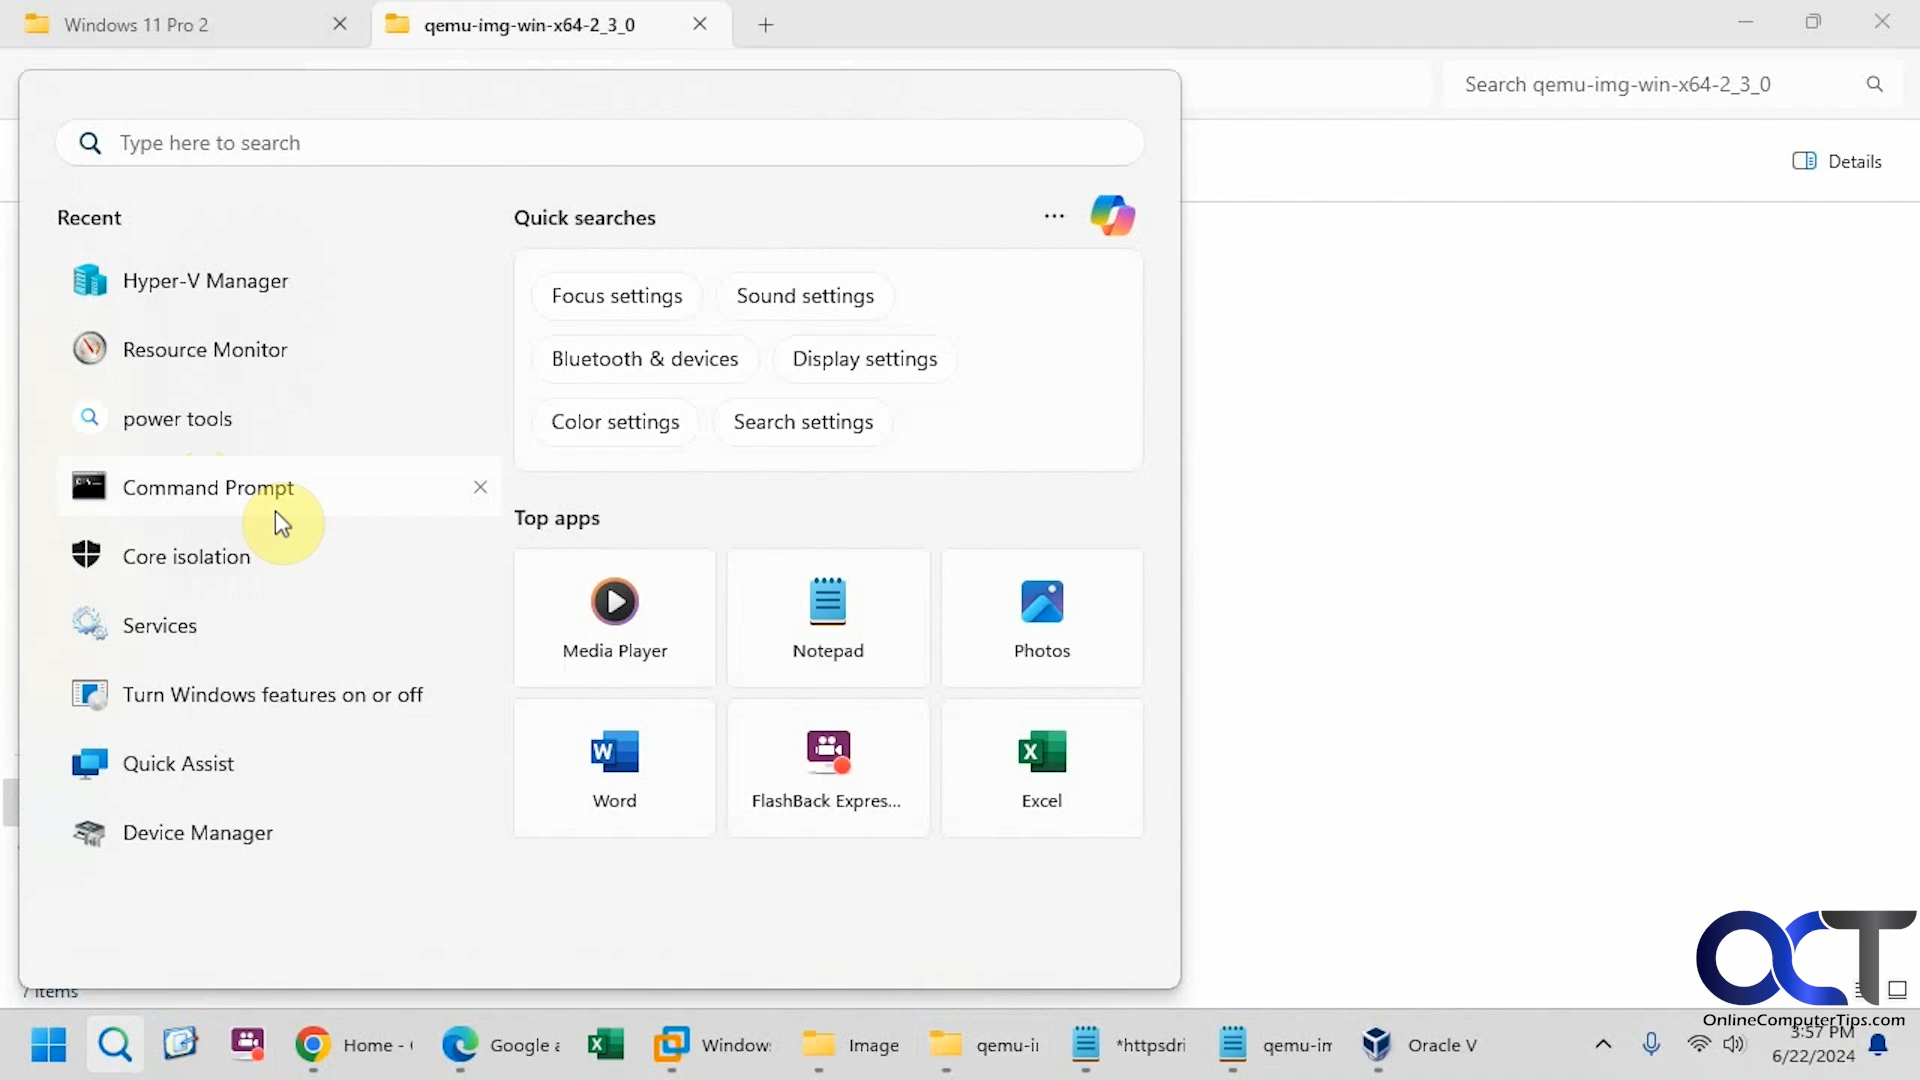 Windows 11 Pro 2
qemu-img-win-x64-2_3_0
Search qemu-img-win-x64-2_3_0
Type here to search
Details
Recent
Quick searches
Hyper-V Manager
Resource Monitor
power tools
Command Prompt
Core isolation
Services
Turn Windows features on or off
Quick Assist
Device Manager
Focus settings
Sound settings
Bluetooth & devices
Display settings
Color settings
Search settings
Top apps
Media Player
Notepad
Photos
Word
FlashBack Expres...
Excel
7 items
OCT
OnlineComputerTips.com
Home - (
Google a
Window:
Image
qemu-ii
*httpsdri
qemu-im
Oracle V
3:57 PM
6/22/2024